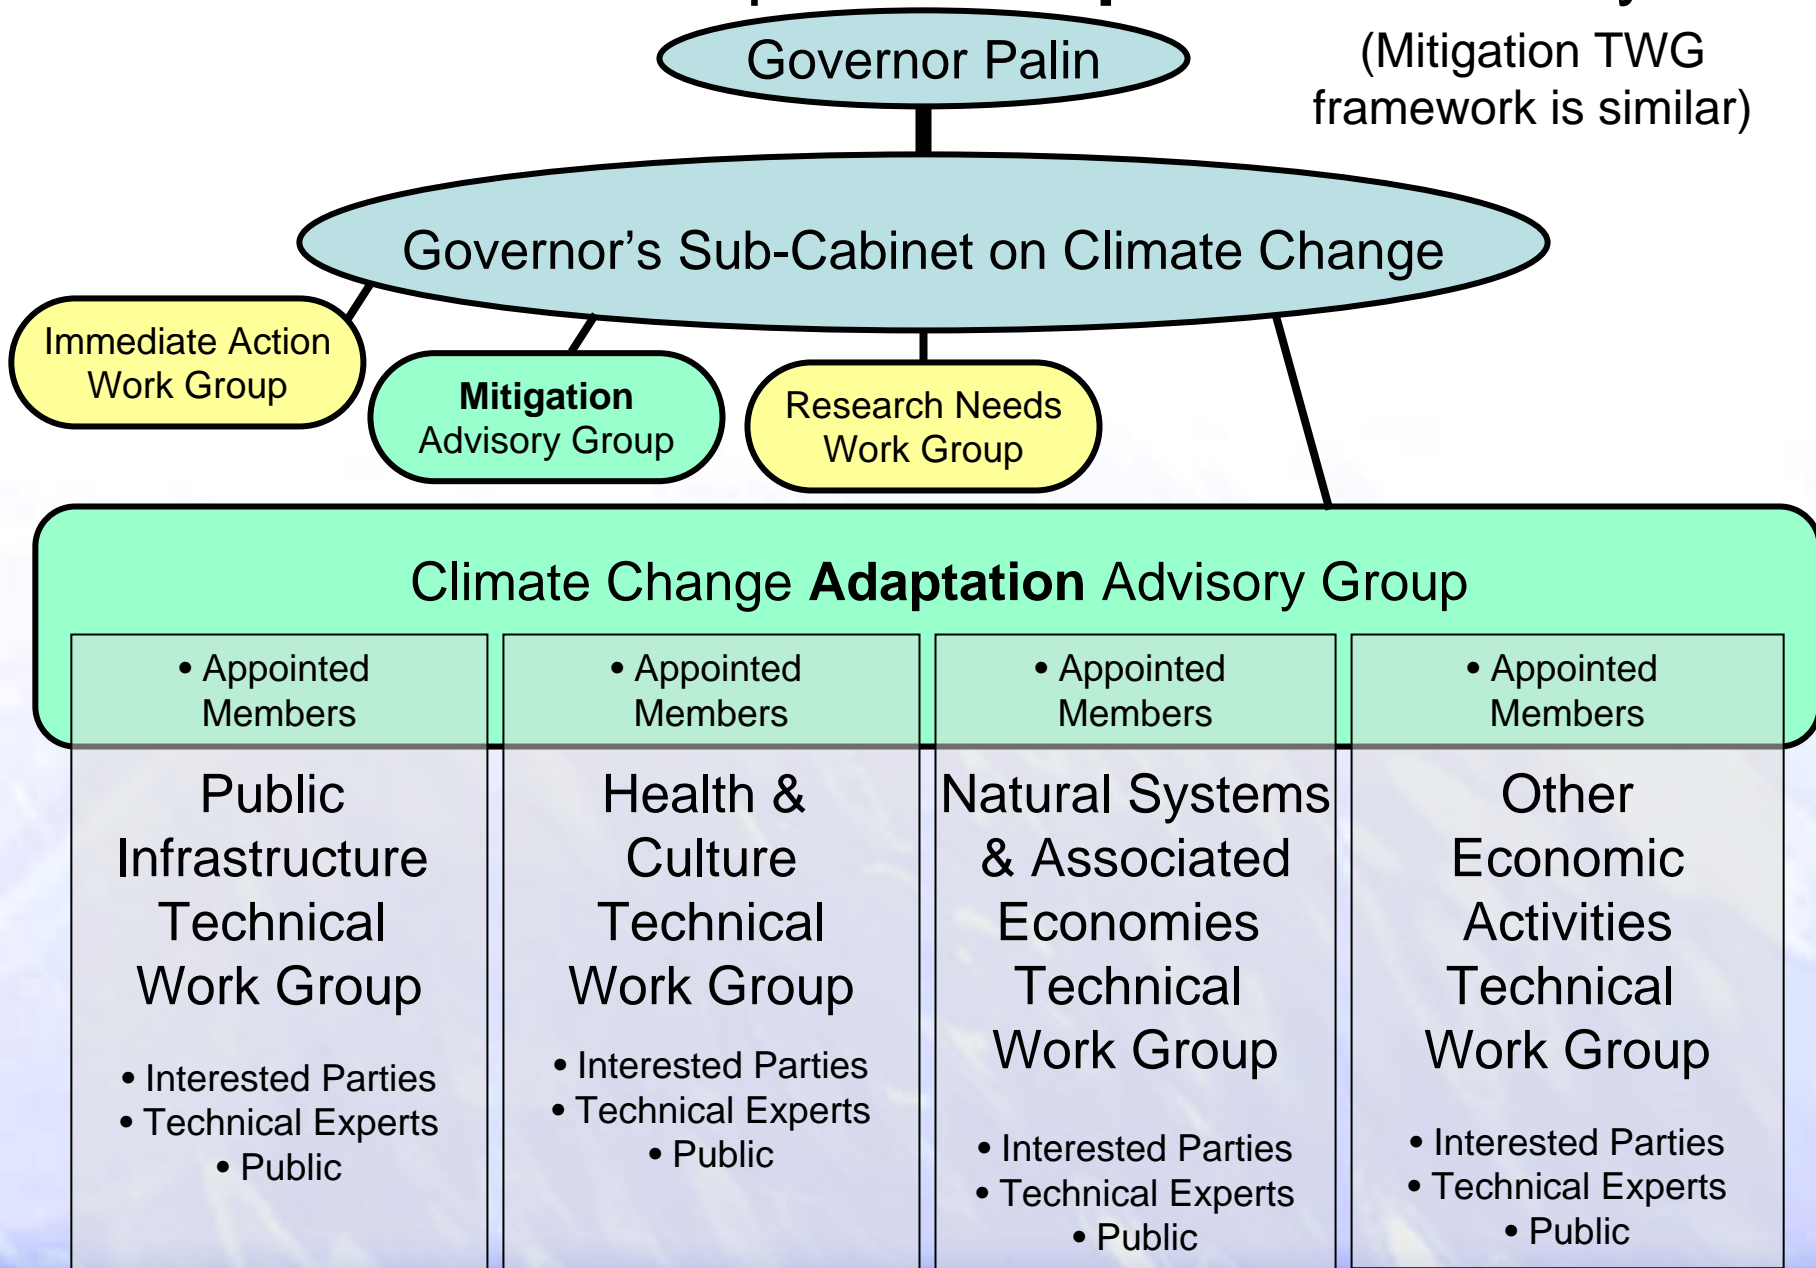 Governor Palin
(Mitigation TWG
framework is similar)
Governor’s Sub-Cabinet on Climate Change
Immediate Action
Work Group
Mitigation
Advisory Group
Research Needs
Work Group
Climate Change Adaptation Advisory Group
• Appointed
Members
Public
Infrastructure
Technical
Work Group
• Interested Parties
• Technical Experts
• Public
• Appointed
Members
Health &
Culture
Technical
Work Group
• Interested Parties
• Technical Experts
• Public
• Appointed
Members
Natural Systems
& Associated
Economies
Technical
Work Group
• Interested Parties
• Technical Experts
• Public
• Appointed
Members
Other
Economic
Activities
Technical
Work Group
• Interested Parties
• Technical Experts
• Public